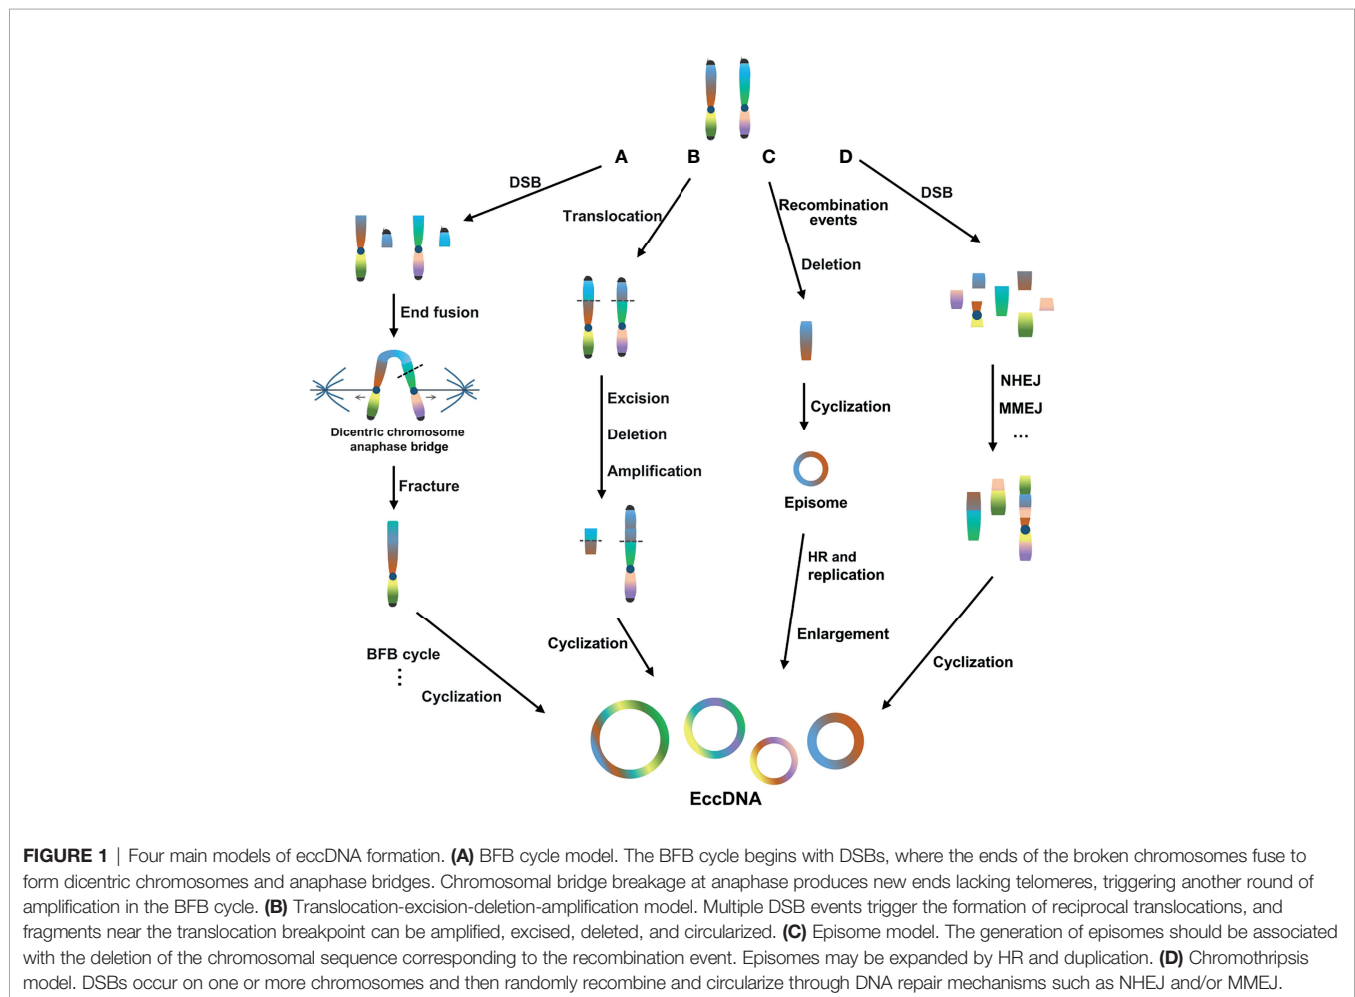 A B C D
DSB
Translocation
Recombination
events
Deletion
DSB
End fusion
Dicentric chromosome
anaphase bridge
Fracture
BFB cycle
⋮
Cyclization
Excision
Deletion
Amplification
Cyclization
Cyclization
Episome
HR and
replication
Enlargement
NHEJ
MMEJ
...
Cyclization
EccDNA
FIGURE 1 | Four main models of eccDNA formation. (A) BFB cycle model. The BFB cycle begins with DSBs, where the ends of the broken chromosomes fuse to
form dicentric chromosomes and anaphase bridges. Chromosomal bridge breakage at anaphase produces new ends lacking telomeres, triggering another round of
amplification in the BFB cycle. (B) Translocation-excision-deletion-amplification model. Multiple DSB events trigger the formation of reciprocal translocations, and
fragments near the translocation breakpoint can be amplified, excised, deleted, and circularized. (C) Episome model. The generation of episomes should be associated
with the deletion of the chromosomal sequence corresponding to the recombination event. Episomes may be expanded by HR and duplication. (D) Chromothripsis
model. DSBs occur on one or more chromosomes and then randomly recombine and circularize through DNA repair mechanisms such as NHEJ and/or MMEJ.